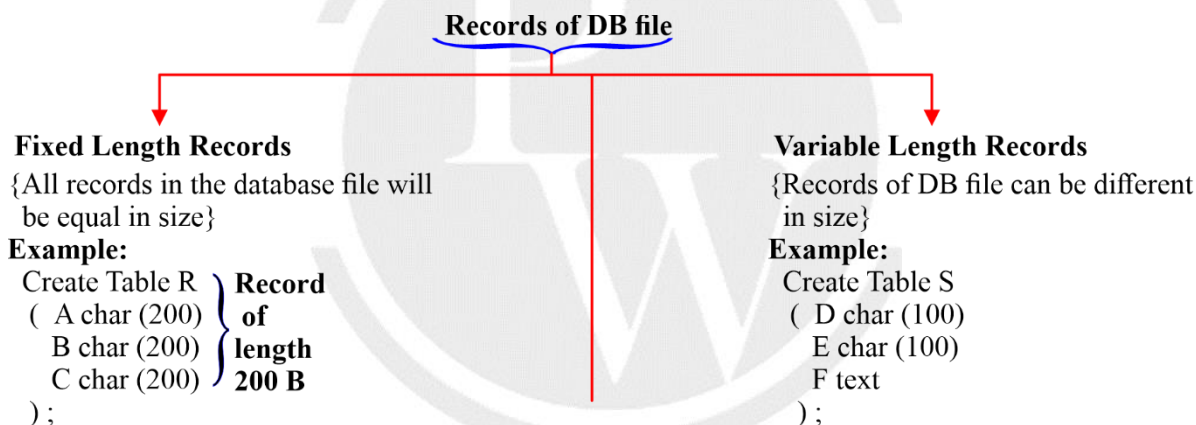 Records of DB file
Fixed Length Records
{All records in the database file will
be equal in size}
Example:
Create Table R
( A char (200)
B char (200)
C char (200)
) ;
Record
of
length
200 B
Variable Length Records
{Records of DB file can be different
in size}
Example:
Create Table S
( D char (100)
E char (100)
F text
) ;
P
W